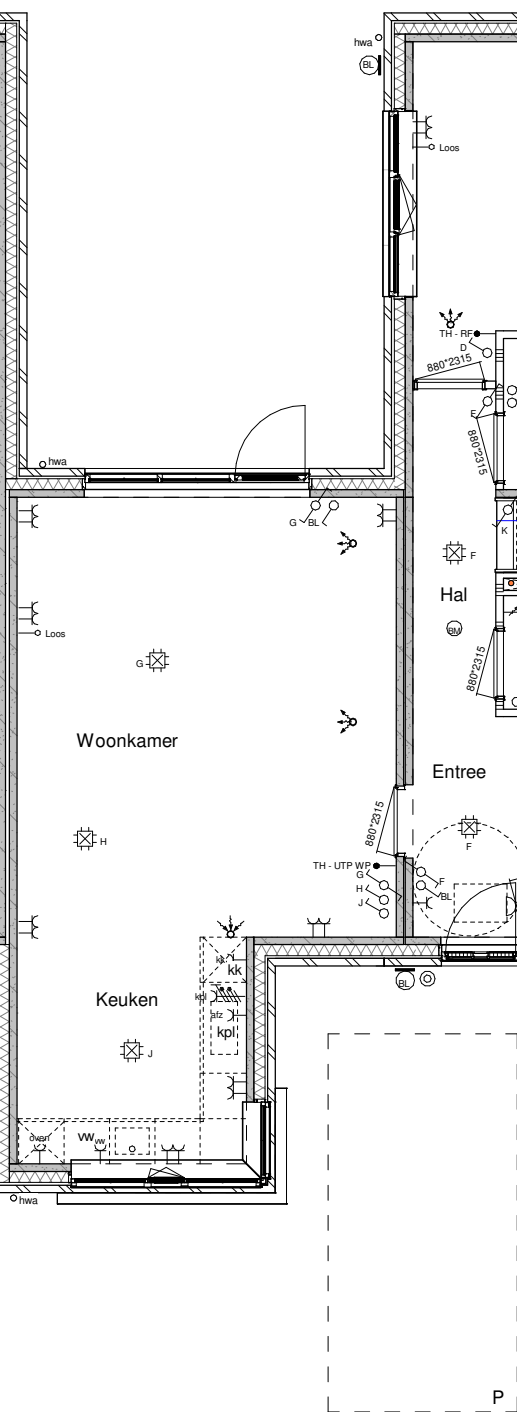 hwa
BL
Loos
TH - RF
D
880*2315
E
880*2315
hwa
G
BL
K
F
Hal
Loos
BM
G
880*2315
Woonkamer
Entree
880*2315
H
F
TH - UTP WP
G
F
H
BL
J
kk
kk
BL
Keuken
kpl
afz
kpl
J
oven
VW
vw
hwa
P